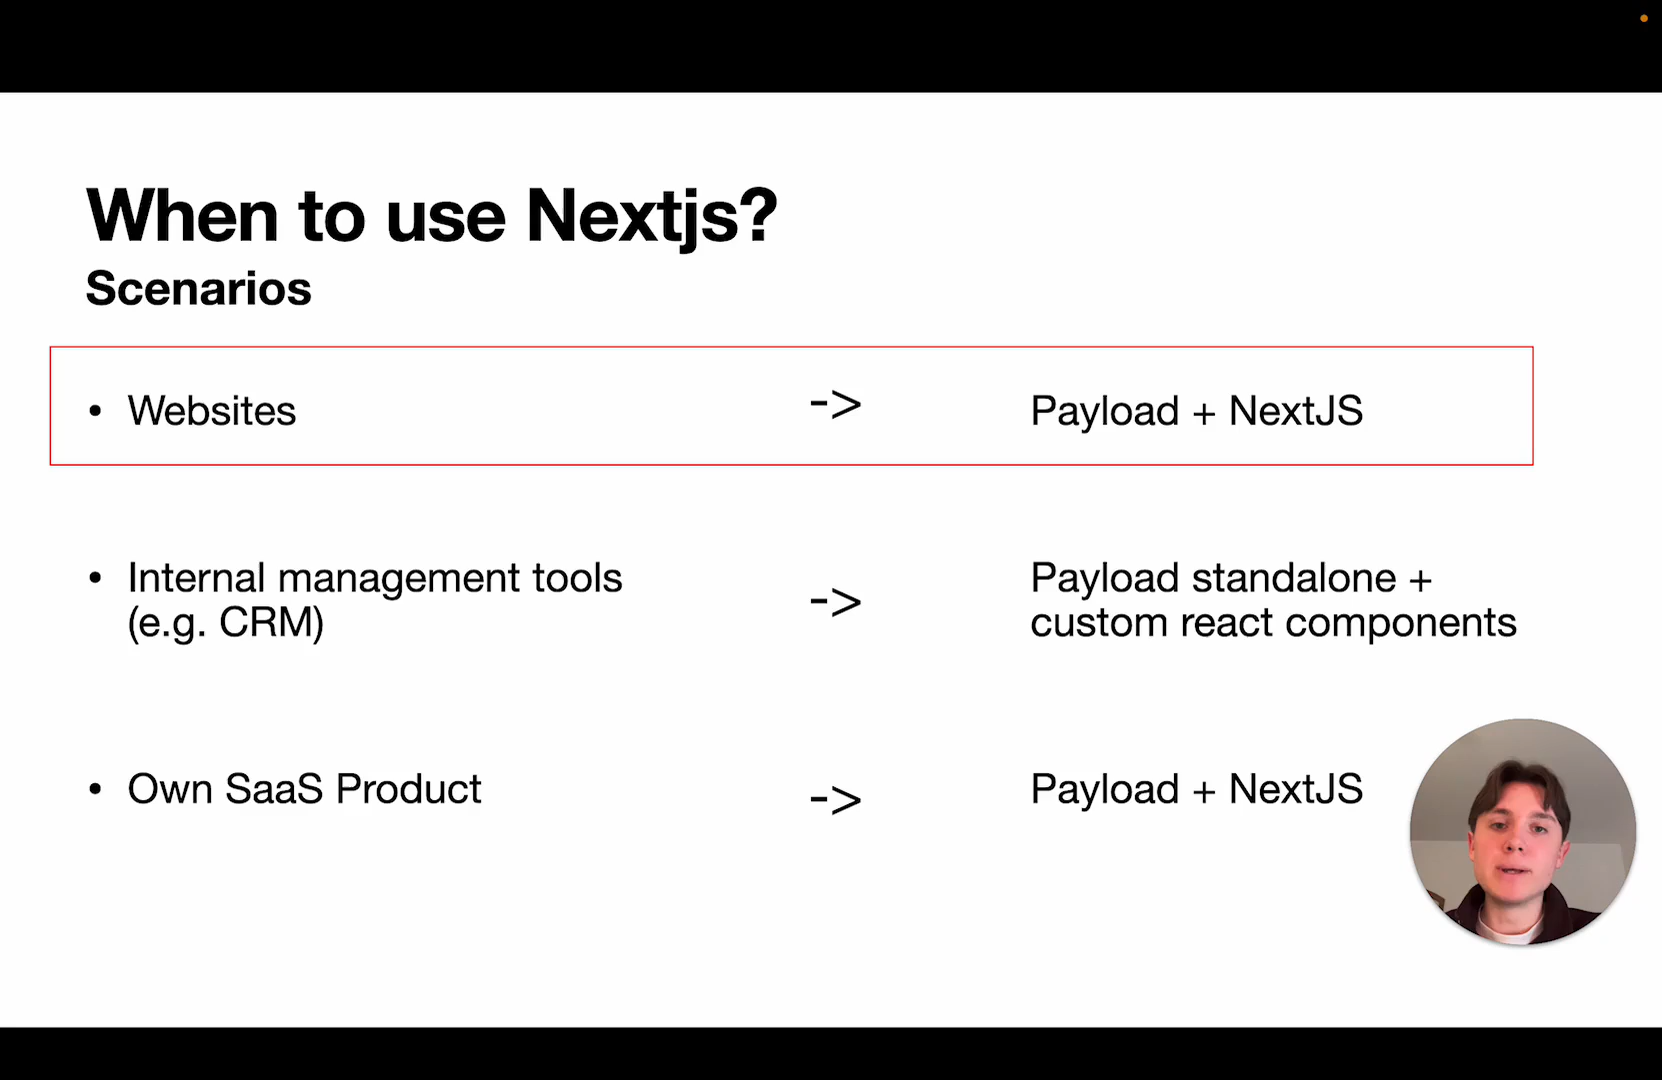 When to use Nextjs?
Scenarios
• Websites -> Payload + NextJS
• Internal management tools -> Payload standalone +
(e.g. CRM) custom react components
• Own SaaS Product -> Payload + NextJS